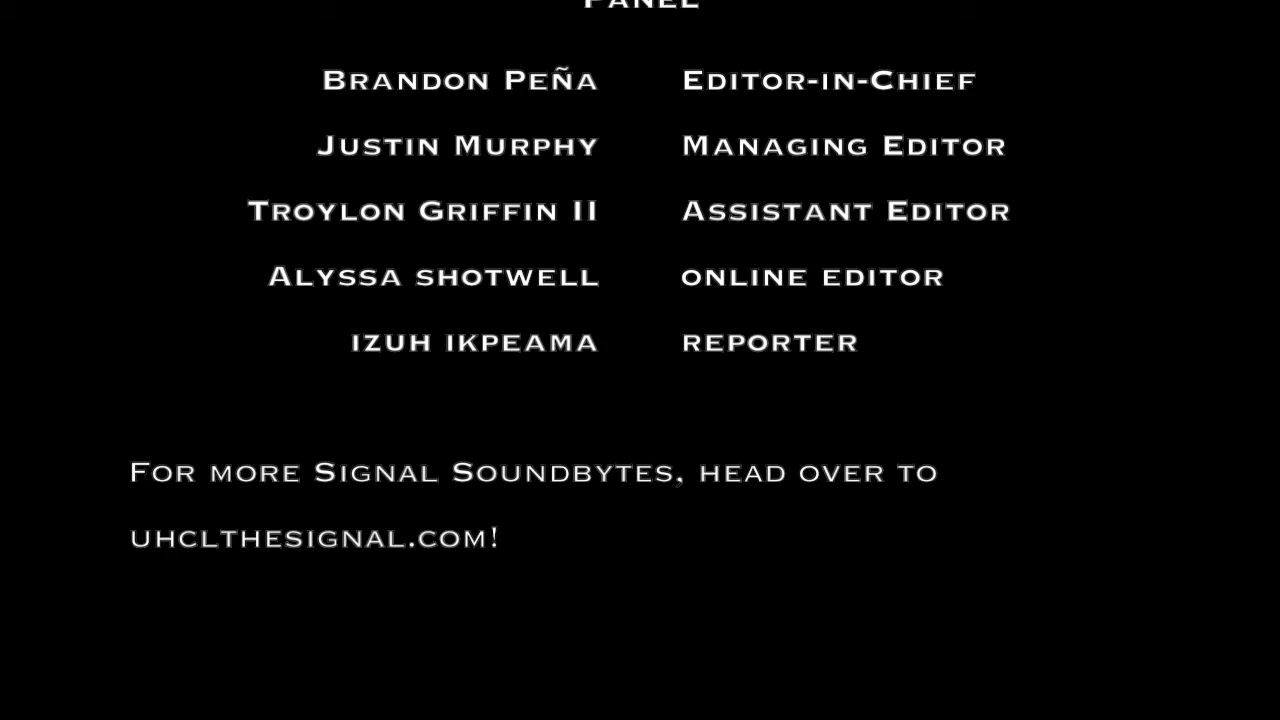 Panel
Brandon Peña Editor-in-Chief
Justin Murphy Managing Editor
Troylon Griffin II Assistant Editor
Alyssa shotwell online editor
izuh ikpeama reporter
For more Signal Soundbytes, head over to
uhclthesignal.com!